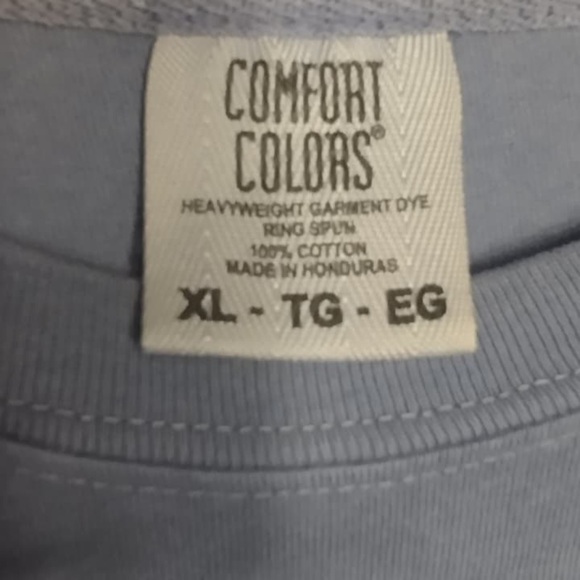 COMFORT
COLORS®
HEAVYWEIGHT GARMENT DYE
RING SPUN
100% COTTON
MADE IN HONDURAS
XL - TG - EG